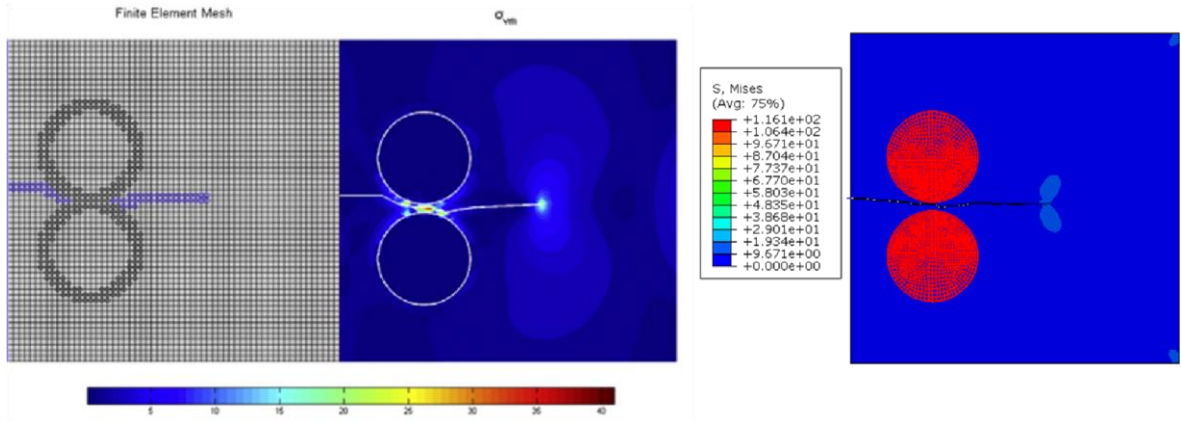 Finite Element Mesh
σvm
5 10 15 20 25 30 35 40
S, Mises
(Avg: 75%)
+1.161e+02
+1.064e+02
+9.671e+01
+8.704e+01
+7.737e+01
+6.770e+01
+5.803e+01
+4.835e+01
+3.868e+01
+2.901e+01
+1.934e+01
+9.671e+00
+0.000e+00